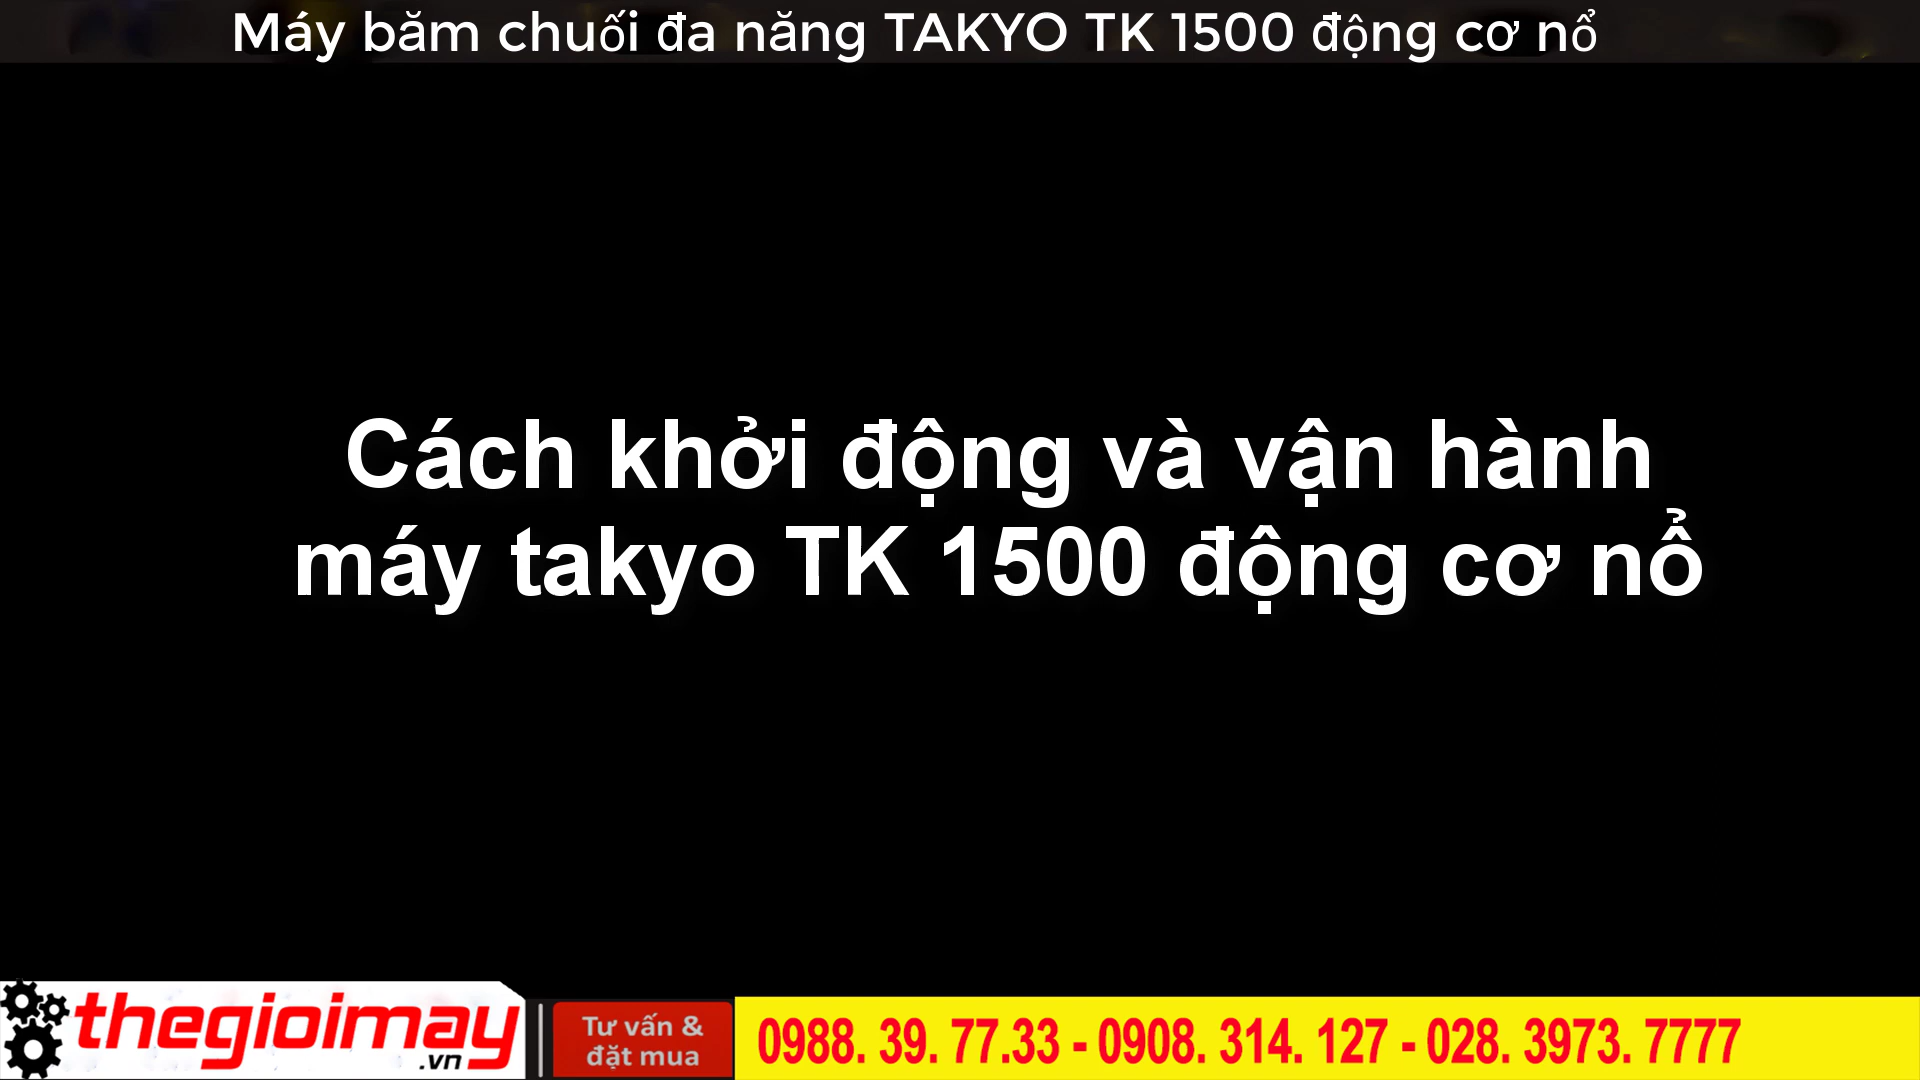 Máy băm chuối đa năng TAKYO TK 1500 động cơ nổ
Cách khởi động và vận hành
máy takyo TK 1500 động cơ nổ
thegioimay
.vn
Tư vấn &
đặt mua
0988. 39. 77.33 - 0908. 314. 127 - 028. 3973. 7777